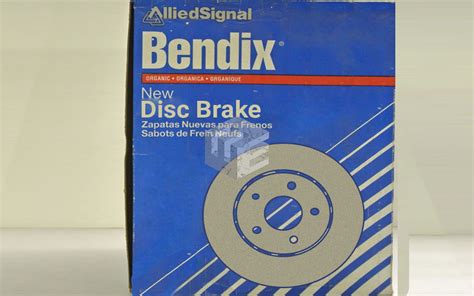 AlliedSignal
Bendix®
ORGANIC • ORGANICA • ORGANIQUE
New
Disc Brake
Zapatas Nuevas para Frenos
Sabots de Frein Neufs